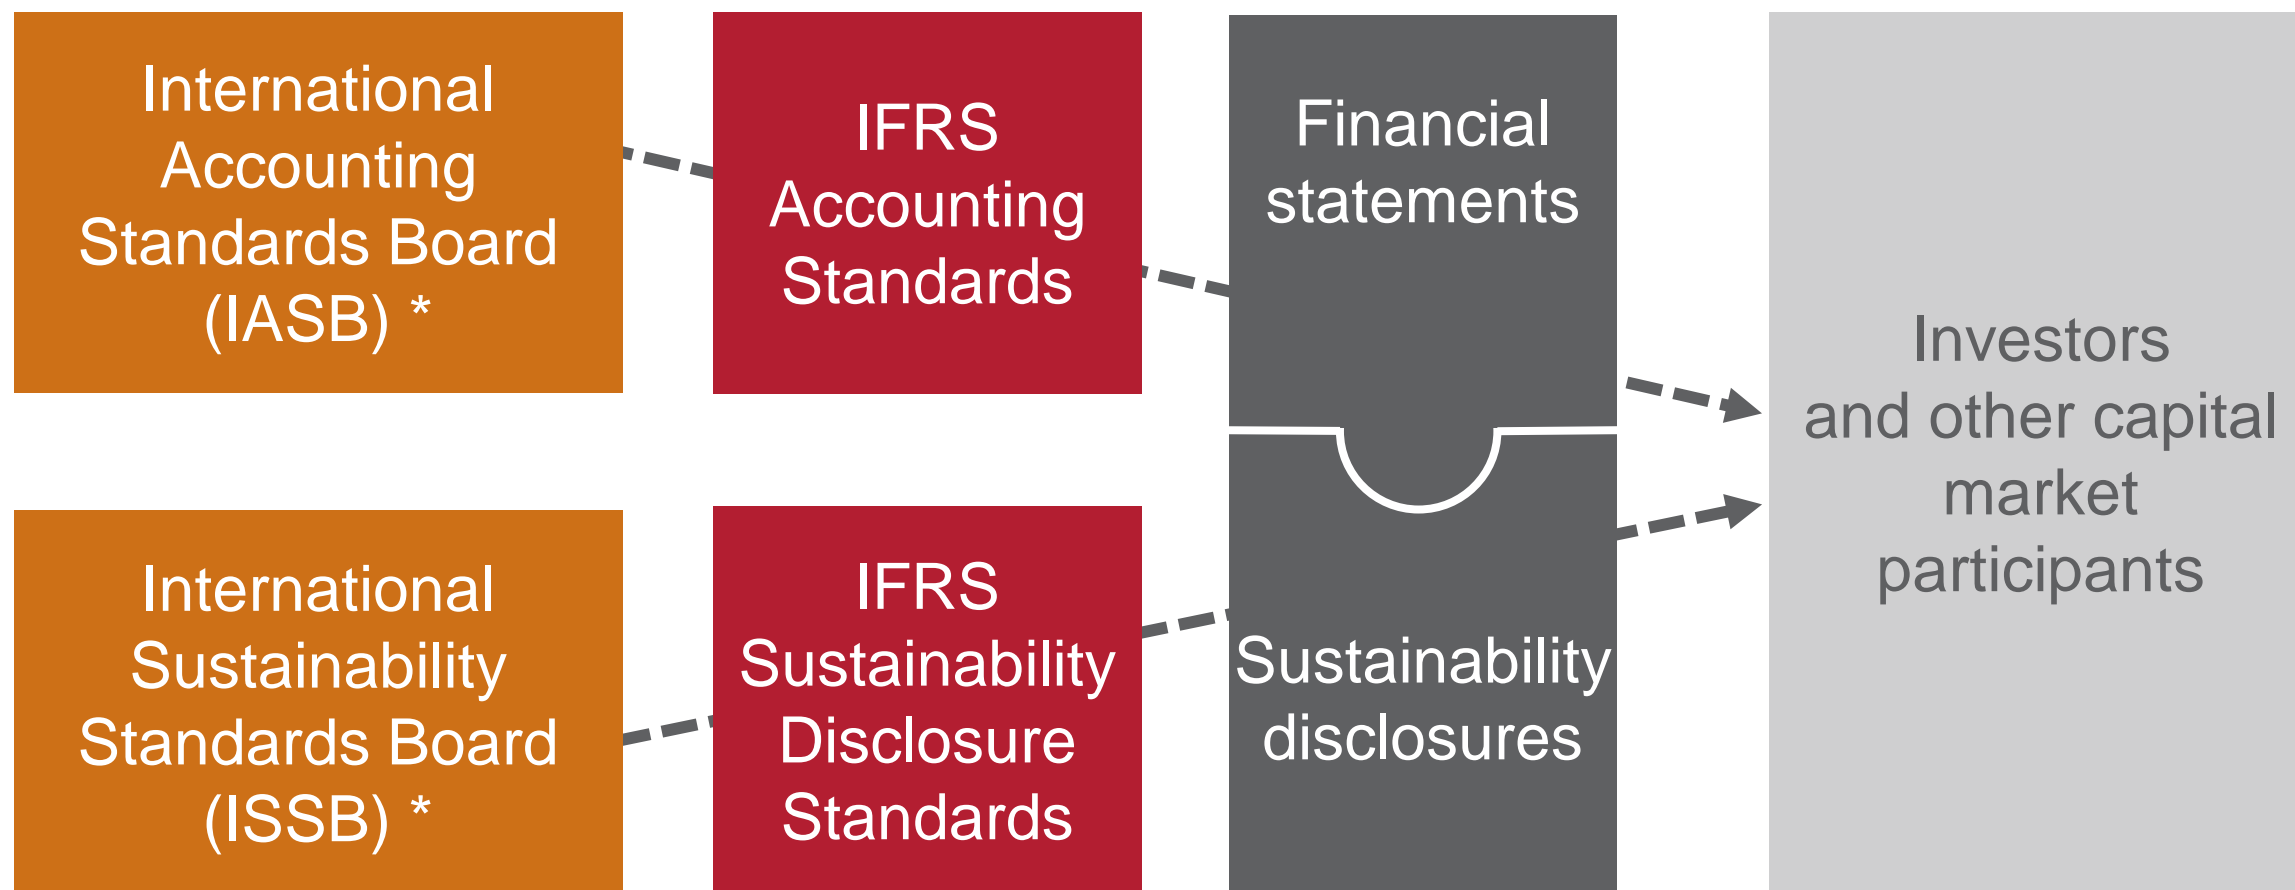 International
Accounting
Standards Board
(IASB) *
IFRS
Accounting
Standards
Financial
statements
International
Sustainability
Standards Board
(ISSB) *
IFRS
Sustainability
Disclosure
Standards
Sustainability
disclosures
Investors
and other capital
market
participants